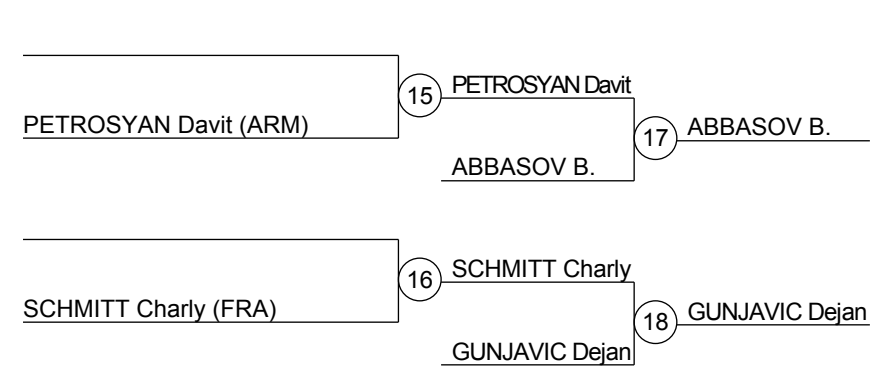 15
PETROSYAN Davit
PETROSYAN Davit (ARM)
17
ABBASOV B.
ABBASOV B.
16
SCHMITT Charly
SCHMITT Charly (FRA)
18
GUNJAVIC Dejan
GUNJAVIC Dejan